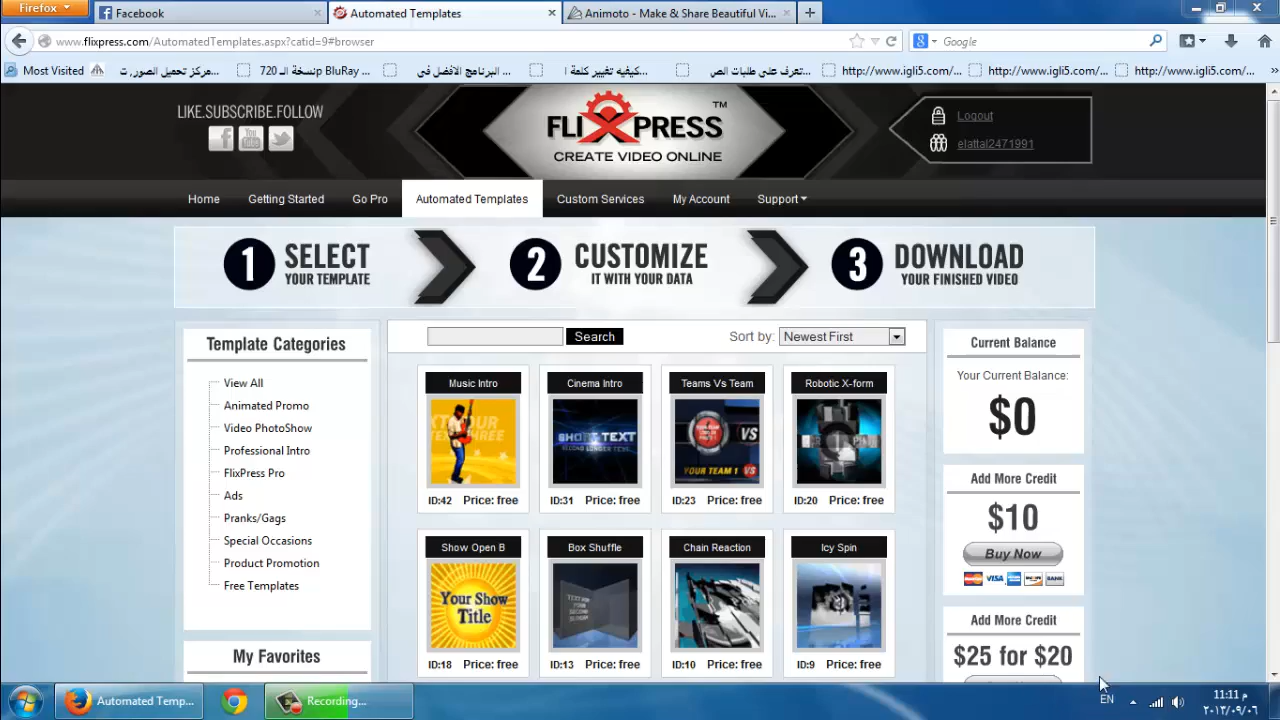 Firefox
Facebook
Automated Templates
Animoto - Make & Share Beautiful Vi...
www.flixpress.com/AutomatedTemplates.aspx?catid=9#browser
Google
Most Visited
مركز تحميل الصور, ت...
نسخة الـ 720p BluRay ...
البرنامج الافضل فى ...
كيفيه تغيير كلمة ا...
تعرف على طلبات الص...
http://www.igli5.com/...
http://www.igli5.com/...
http://www.igli5.com/...
LIKE.SUBSCRIBE.FOLLOW
FLIXPRESS™
CREATE VIDEO ONLINE
Logout
elattal2471991
Home
Getting Started
Go Pro
Automated Templates
Custom Services
My Account
Support
1 SELECT
YOUR TEMPLATE
2 CUSTOMIZE
IT WITH YOUR DATA
3 DOWNLOAD
YOUR FINISHED VIDEO
Template Categories
View All
Animated Promo
Video PhotoShow
Professional Intro
FlixPress Pro
Ads
Pranks/Gags
Special Occasions
Product Promotion
Free Templates
My Favorites
Search
Sort by:
Newest First
Music Intro
ID:42 Price: free
Cinema Intro
ID:31 Price: free
Teams Vs Team
VS
YOUR TEAM 1 VS
ID:23 Price: free
Robotic X-form
ID:20 Price: free
Show Open B
Your Show
Title
ID:18 Price: free
Box Shuffle
ID:13 Price: free
Chain Reaction
ID:10 Price: free
Icy Spin
ID:9 Price: free
Current Balance
Your Current Balance:
$0
Add More Credit
$10
Buy Now
VISA
Add More Credit
$25 for $20
Automated Temp...
Recording...
EN
11:11 م
٢٠١٣/٠٩/٠٦